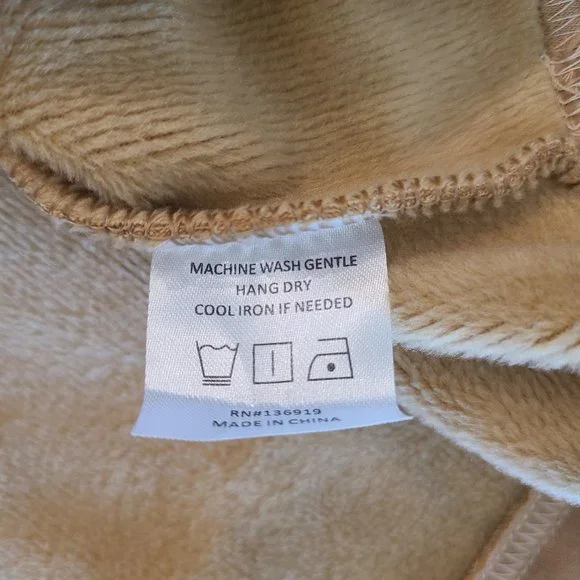 MACHINE WASH GENTLE
HANG DRY
COOL IRON IF NEEDED
RN#136919
MADE IN CHINA